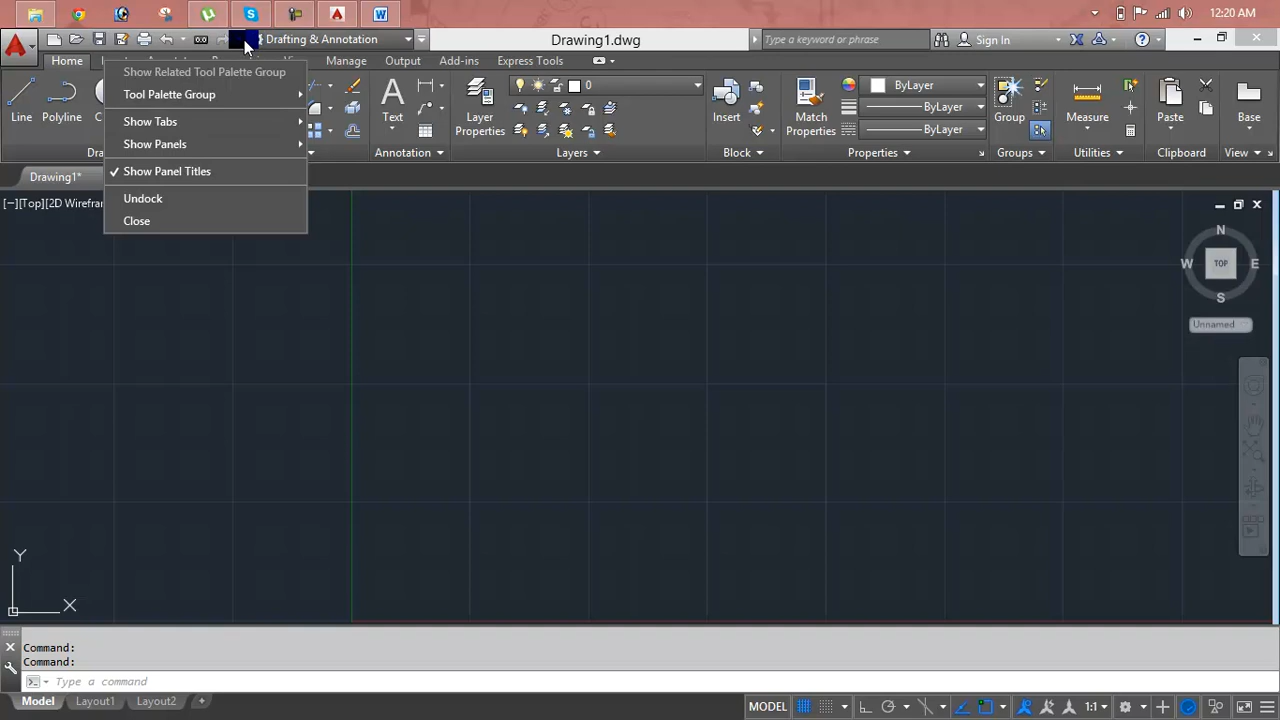 12:20 AM
Drafting & Annotation
Drawing1.dwg
Type a keyword or phrase
Sign In
Home
Manage
Output
Add-ins
Express Tools
Show Related Tool Palette Group
Tool Palette Group
Show Tabs
Show Panels
✓ Show Panel Titles
Undock
Close
Line
Polyline
Text
Annotation
Layer Properties
0
Layers
Insert
Block
Match Properties
ByLayer
ByLayer
ByLayer
Properties
Group
Groups
Measure
Utilities
Paste
Clipboard
Base
View
Drawing1*
[−][Top][2D Wirefra
N
W
TOP
E
S
Unnamed
Y
X
Command:
Command:
Type a command
Model
Layout1
Layout2
+
MODEL
1:1